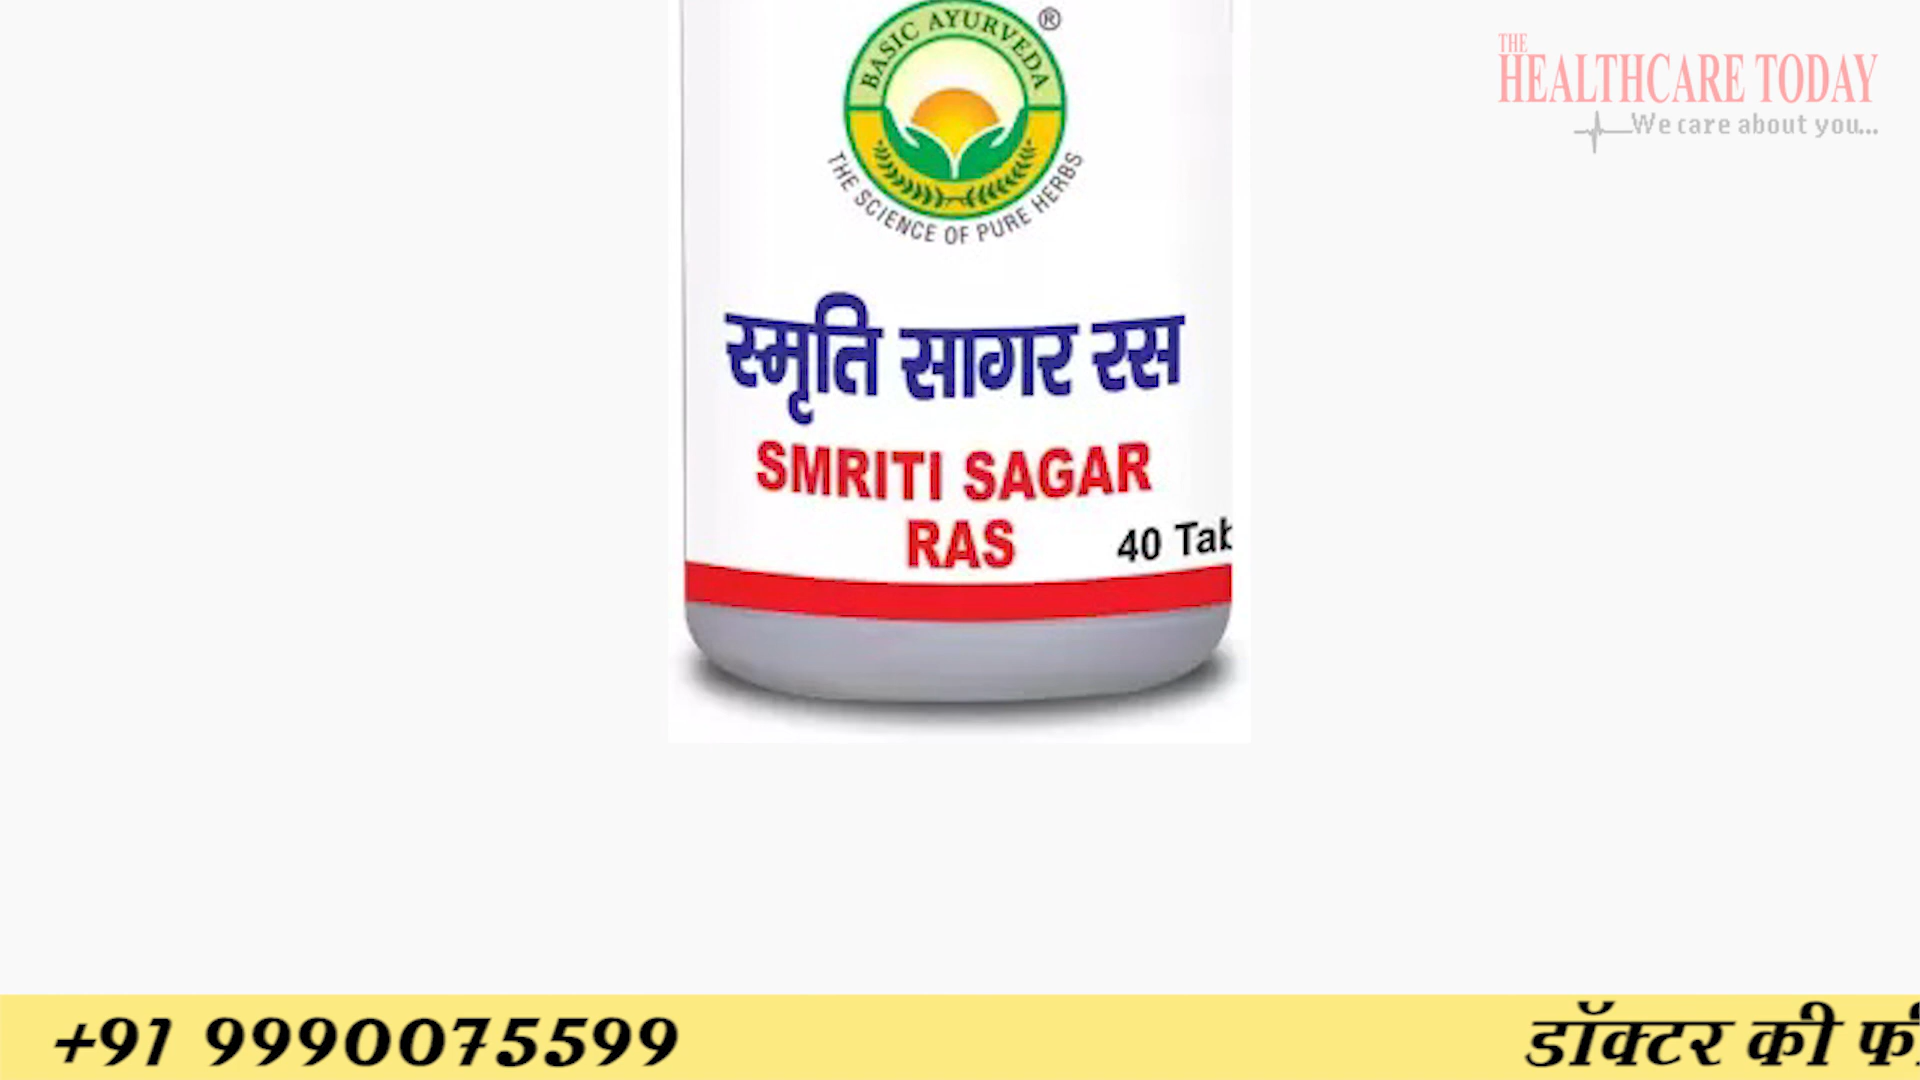 BASIC AYURVEDA ®
THE SCIENCE OF PURE HERBS
THE
HEALTHCARE TODAY
We care about you...
स्मृति सागर रस
SMRITI SAGAR
RAS
40 Tab
+91 9990075599
डॉक्टर की